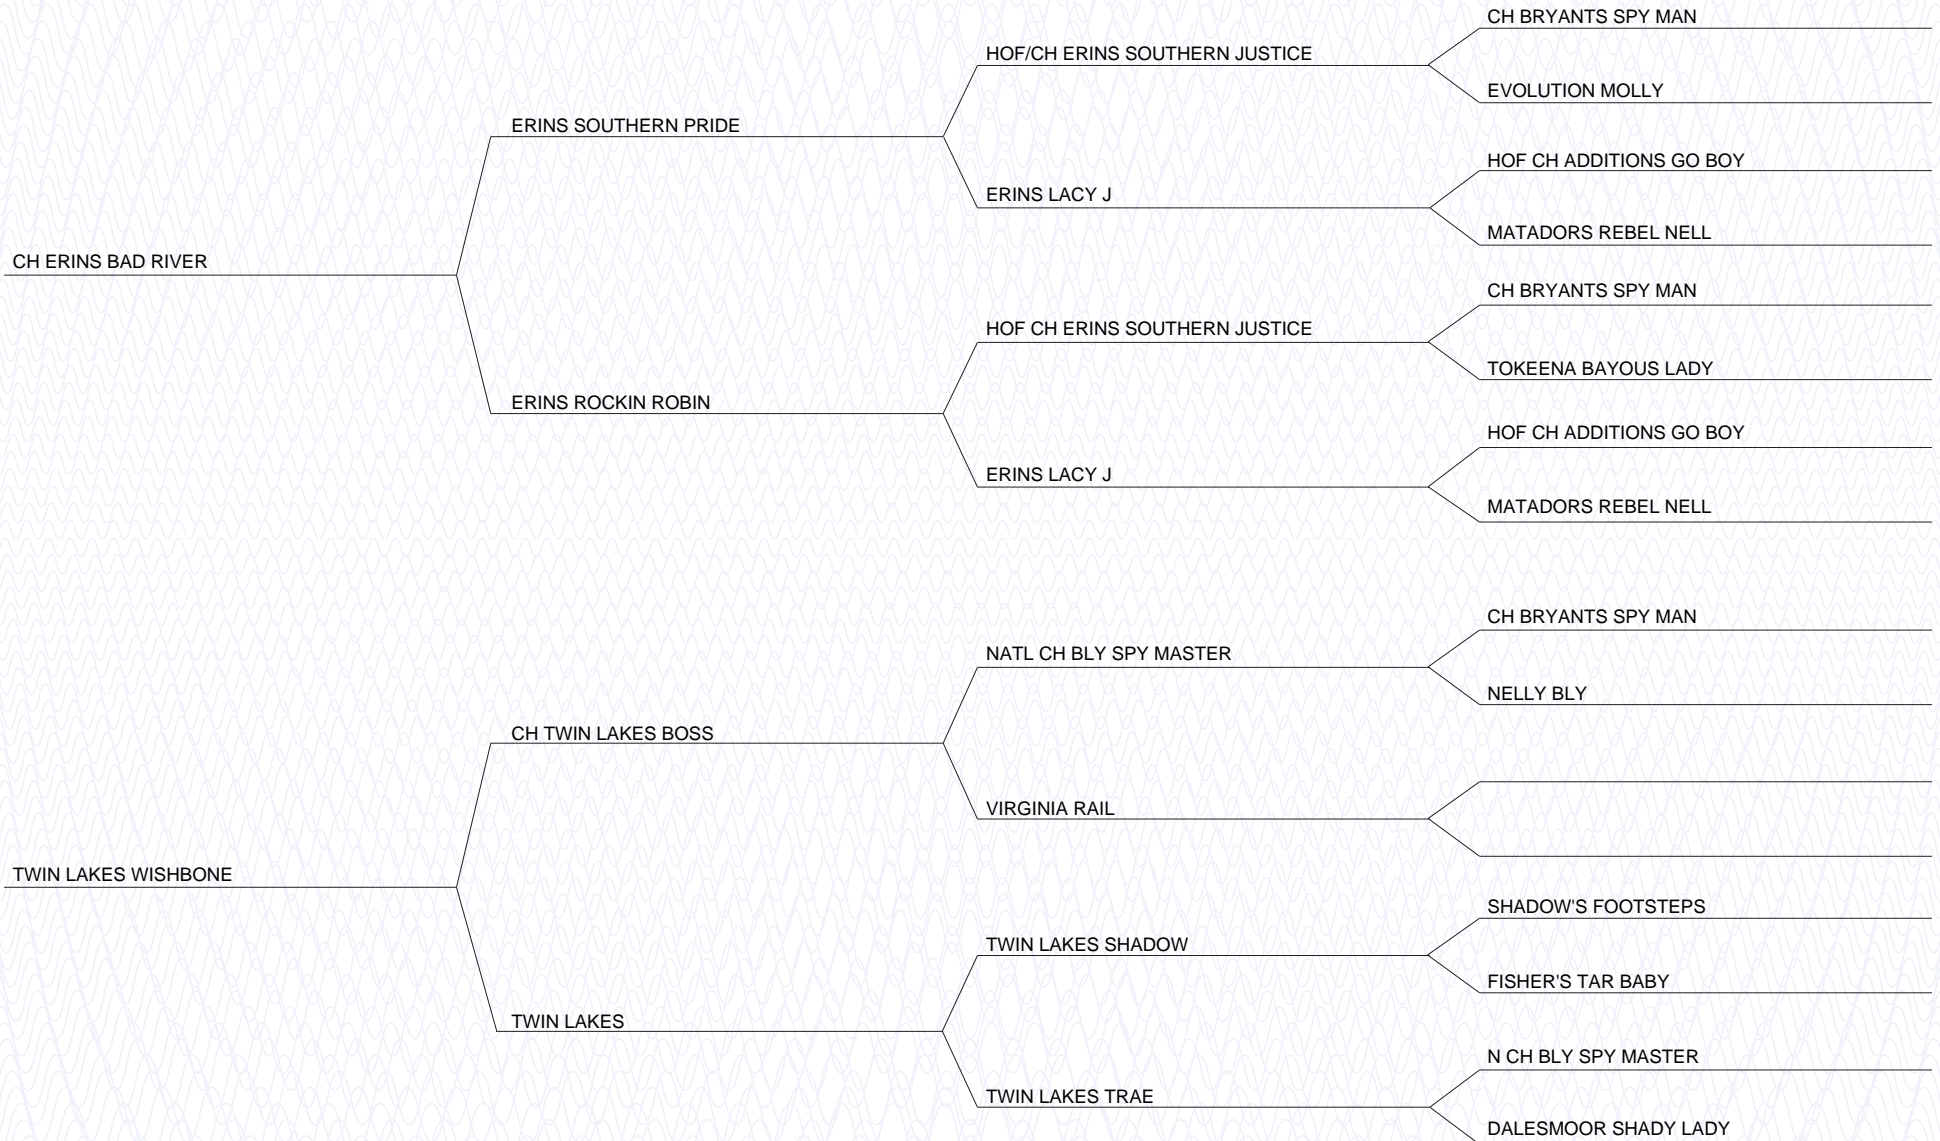 CH BRYANTS SPY MAN
HOF/CH ERINS SOUTHERN JUSTICE
EVOLUTION MOLLY
ERINS SOUTHERN PRIDE
HOF CH ADDITIONS GO BOY
ERINS LACY J
MATADORS REBEL NELL
CH ERINS BAD RIVER
CH BRYANTS SPY MAN
HOF CH ERINS SOUTHERN JUSTICE
TOKEENA BAYOUS LADY
ERINS ROCKIN ROBIN
HOF CH ADDITIONS GO BOY
ERINS LACY J
MATADORS REBEL NELL
CH BRYANTS SPY MAN
NATL CH BLY SPY MASTER
NELLY BLY
CH TWIN LAKES BOSS
VIRGINIA RAIL
TWIN LAKES WISHBONE
SHADOW'S FOOTSTEPS
TWIN LAKES SHADOW
FISHER'S TAR BABY
TWIN LAKES
N CH BLY SPY MASTER
TWIN LAKES TRAE
DALESMOOR SHADY LADY